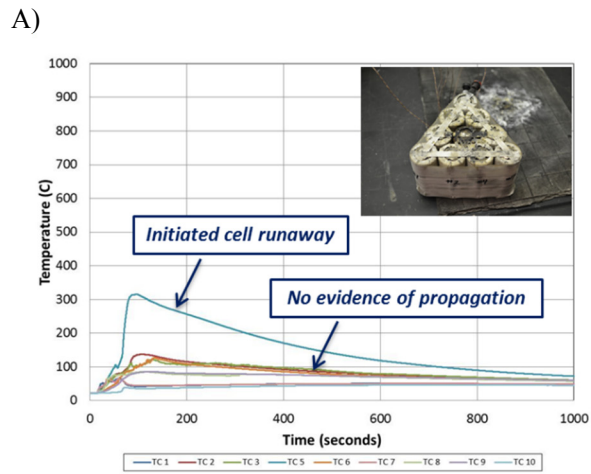 A)
1000
900
800
700
600
500
400
300
200
100
0
Temperature (C)
Initiated cell runaway
No evidence of propagation
0 200 400 600 800 1000
Time (seconds)
TC 1 TC 2 TC 3 TC 5 TC 6 TC 7 TC 8 TC 9 TC 10